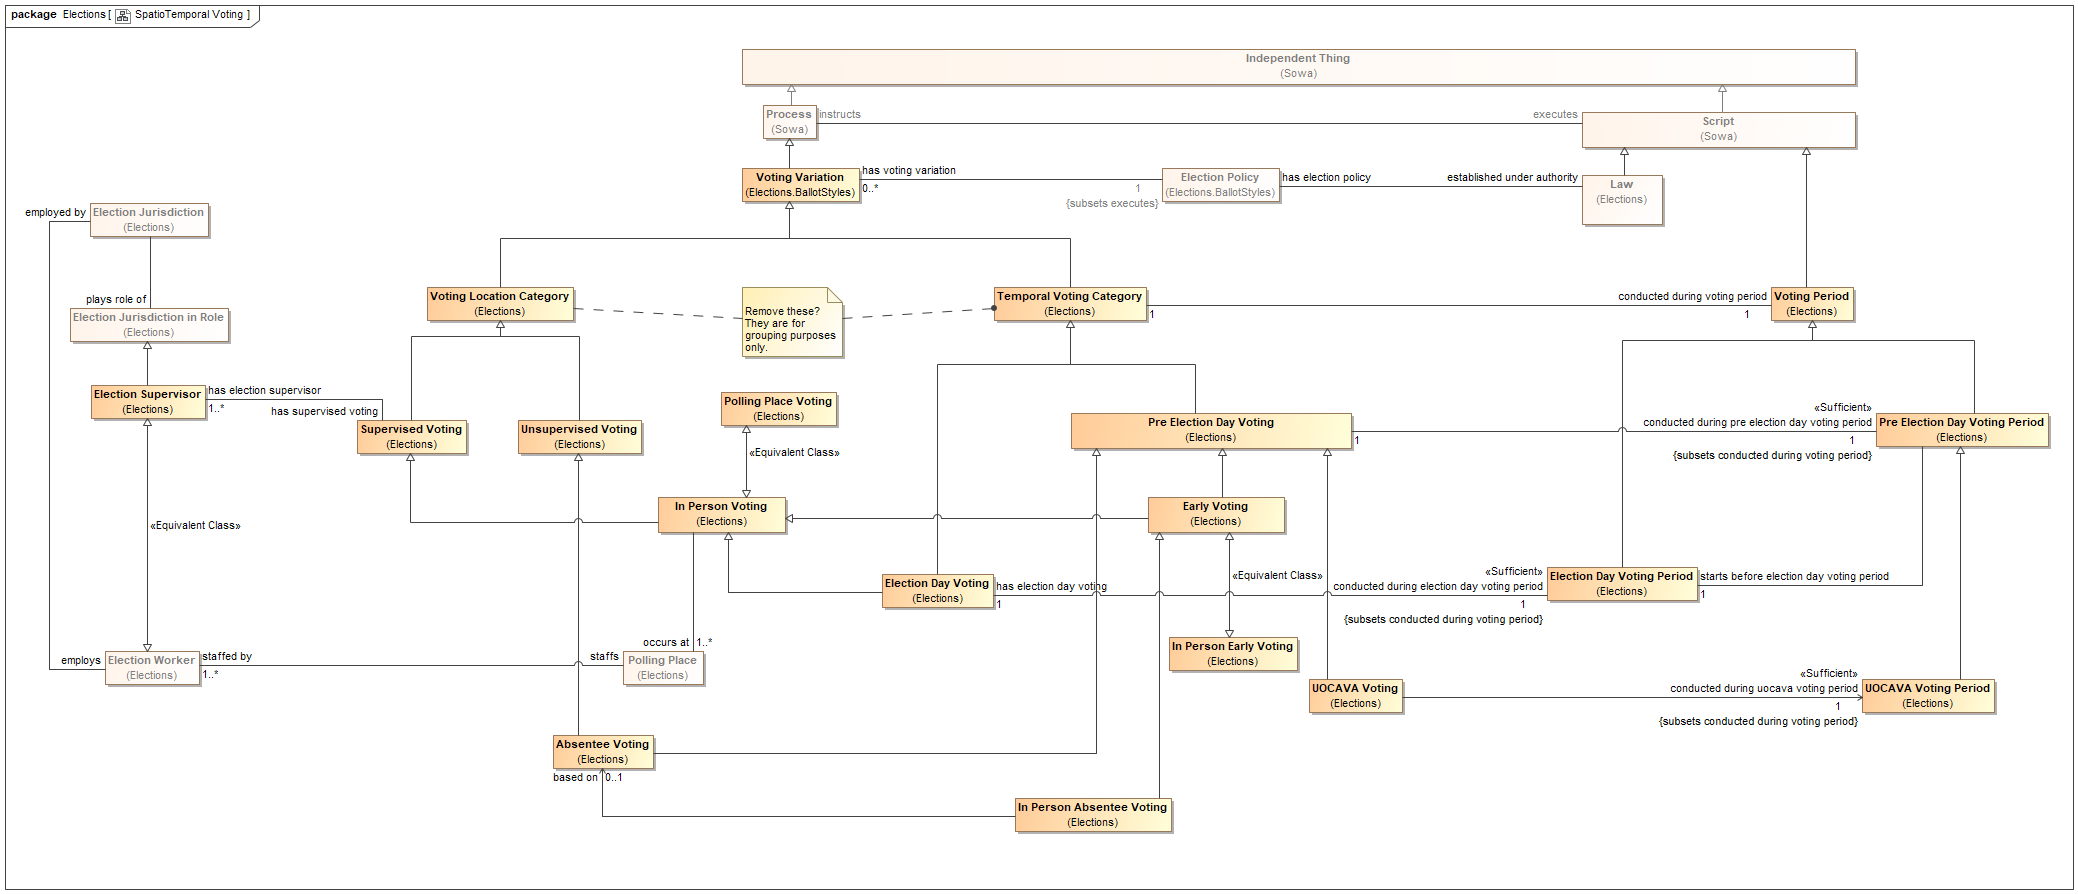 package Elections [ SpatioTemporal Voting ]
Independent Thing
(Sowa)
Process
(Sowa)
instructs
executes
Script
(Sowa)
Voting Variation
(Elections.BallotStyles)
has voting variation
0..*
1
{subsets executes}
Election Policy
(Elections.BallotStyles)
has election policy
established under authority
Law
(Elections)
employed by
Election Jurisdiction
(Elections)
plays role of
Election Jurisdiction in Role
(Elections)
Voting Location Category
(Elections)
Remove these?
They are for
grouping purposes
only.
Temporal Voting Category
(Elections)
1
conducted during voting period
1
Voting Period
(Elections)
Election Supervisor
(Elections)
has election supervisor
1..*
has supervised voting
Supervised Voting
(Elections)
Unsupervised Voting
(Elections)
Polling Place Voting
(Elections)
«Equivalent Class»
Pre Election Day Voting
(Elections)
1
«Sufficient»
conducted during pre election day voting period
1
{subsets conducted during voting period}
Pre Election Day Voting Period
(Elections)
In Person Voting
(Elections)
Early Voting
(Elections)
«Equivalent Class»
«Equivalent Class»
Election Day Voting
(Elections)
has election day voting
1
«Sufficient»
conducted during election day voting period
1
{subsets conducted during voting period}
Election Day Voting Period
(Elections)
starts before election day voting period
1
In Person Early Voting
(Elections)
employs
Election Worker
(Elections)
staffed by
1..*
staffs
occurs at
1..*
Polling Place
(Elections)
UOCAVA Voting
(Elections)
«Sufficient»
conducted during uocava voting period
1
{subsets conducted during voting period}
UOCAVA Voting Period
(Elections)
Absentee Voting
(Elections)
based on
0..1
In Person Absentee Voting
(Elections)